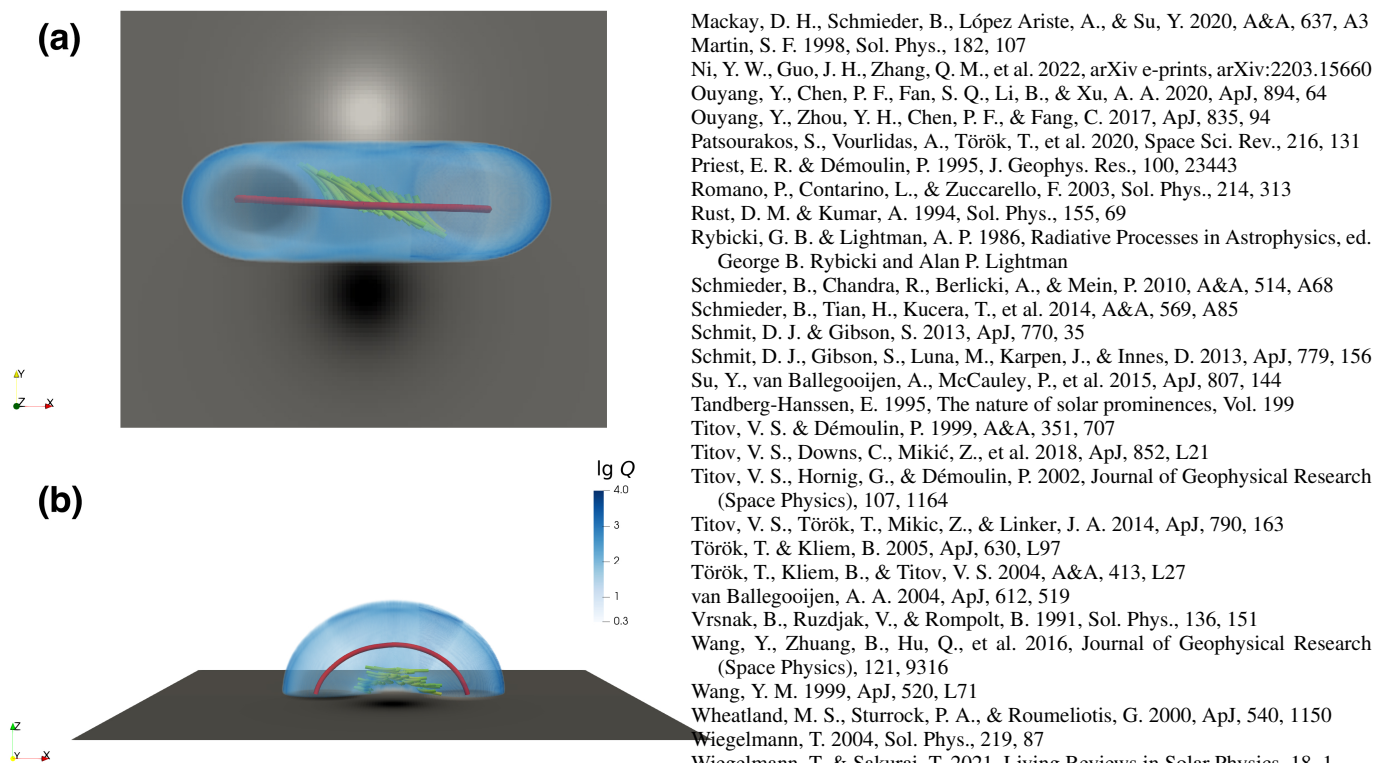 (a)
Y
Z
X
(b)
lg Q
4.0
3
2
1
0.3
Z
Y
X
Mackay, D. H., Schmieder, B., López Ariste, A., & Su, Y. 2020, A&A, 637, A3
Martin, S. F. 1998, Sol. Phys., 182, 107
Ni, Y. W., Guo, J. H., Zhang, Q. M., et al. 2022, arXiv e-prints, arXiv:2203.15660
Ouyang, Y., Chen, P. F., Fan, S. Q., Li, B., & Xu, A. A. 2020, ApJ, 894, 64
Ouyang, Y., Zhou, Y. H., Chen, P. F., & Fang, C. 2017, ApJ, 835, 94
Patsourakos, S., Vourlidas, A., Török, T., et al. 2020, Space Sci. Rev., 216, 131
Priest, E. R. & Démoulin, P. 1995, J. Geophys. Res., 100, 23443
Romano, P., Contarino, L., & Zuccarello, F. 2003, Sol. Phys., 214, 313
Rust, D. M. & Kumar, A. 1994, Sol. Phys., 155, 69
Rybicki, G. B. & Lightman, A. P. 1986, Radiative Processes in Astrophysics, ed.
George B. Rybicki and Alan P. Lightman
Schmieder, B., Chandra, R., Berlicki, A., & Mein, P. 2010, A&A, 514, A68
Schmieder, B., Tian, H., Kucera, T., et al. 2014, A&A, 569, A85
Schmit, D. J. & Gibson, S. 2013, ApJ, 770, 35
Schmit, D. J., Gibson, S., Luna, M., Karpen, J., & Innes, D. 2013, ApJ, 779, 156
Su, Y., van Ballegooijen, A., McCauley, P., et al. 2015, ApJ, 807, 144
Tandberg-Hanssen, E. 1995, The nature of solar prominences, Vol. 199
Titov, V. S. & Démoulin, P. 1999, A&A, 351, 707
Titov, V. S., Downs, C., Mikić, Z., et al. 2018, ApJ, 852, L21
Titov, V. S., Hornig, G., & Démoulin, P. 2002, Journal of Geophysical Research
(Space Physics), 107, 1164
Titov, V. S., Török, T., Mikic, Z., & Linker, J. A. 2014, ApJ, 790, 163
Török, T. & Kliem, B. 2005, ApJ, 630, L97
Török, T., Kliem, B., & Titov, V. S. 2004, A&A, 413, L27
van Ballegooijen, A. A. 2004, ApJ, 612, 519
Vrsnak, B., Ruzdjak, V., & Rompolt, B. 1991, Sol. Phys., 136, 151
Wang, Y., Zhuang, B., Hu, Q., et al. 2016, Journal of Geophysical Research
(Space Physics), 121, 9316
Wang, Y. M. 1999, ApJ, 520, L71
Wheatland, M. S., Sturrock, P. A., & Roumeliotis, G. 2000, ApJ, 540, 1150
Wiegelmann, T. 2004, Sol. Phys., 219, 87
Wiegelmann, T. & Sakurai, T. 2021, Living Reviews in Solar Physics, 18, 1